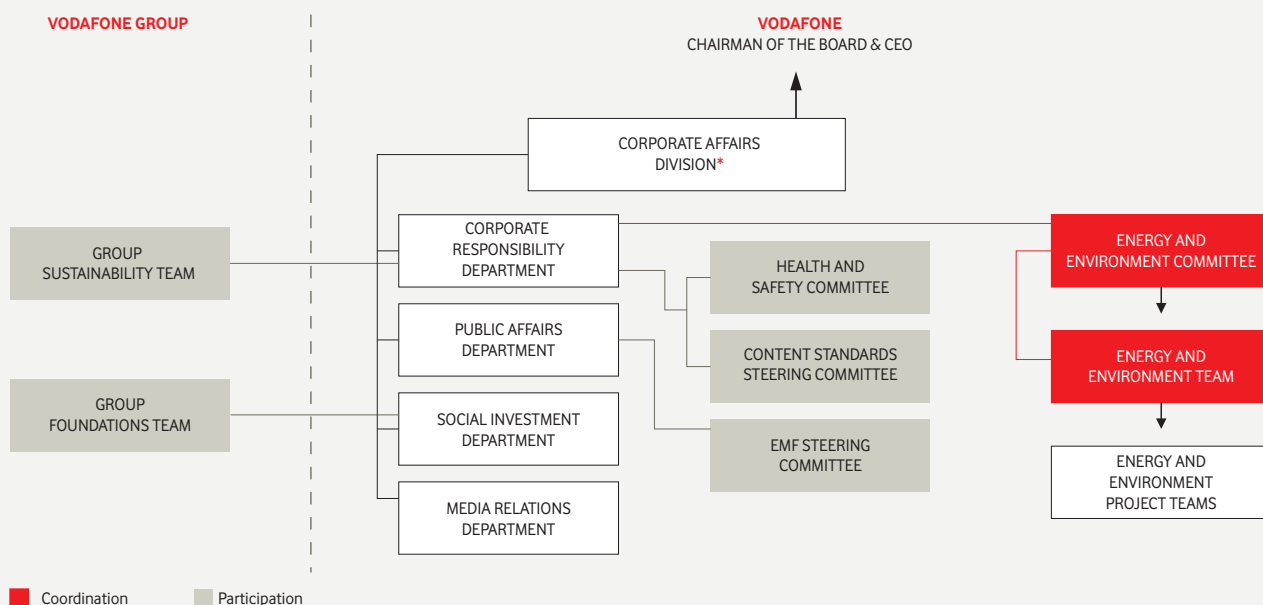 VODAFONE GROUP
VODAFONE
CHAIRMAN OF THE BOARD & CEO
CORPORATE AFFAIRS
DIVISION*
GROUP
SUSTAINABILITY TEAM
CORPORATE
RESPONSIBILITY
DEPARTMENT
HEALTH AND
SAFETY COMMITTEE
ENERGY AND
ENVIRONMENT COMMITTEE
PUBLIC AFFAIRS
DEPARTMENT
CONTENT STANDARDS
STEERING COMMITTEE
ENERGY AND
ENVIRONMENT TEAM
GROUP
FOUNDATIONS TEAM
SOCIAL INVESTMENT
DEPARTMENT
EMF STEERING
COMMITTEE
ENERGY AND
ENVIRONMENT
PROJECT TEAMS
MEDIA RELATIONS
DEPARTMENT
Coordination
Participation